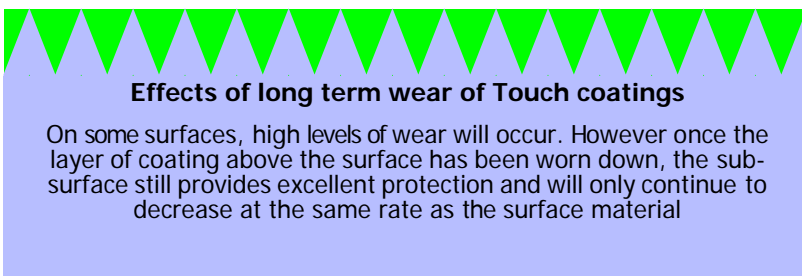 Effects of long term wear of Touch coatings
On some surfaces, high levels of wear will occur. However once the
layer of coating above the surface has been worn down, the sub-
surface still provides excellent protection and will only continue to
decrease at the same rate as the surface material